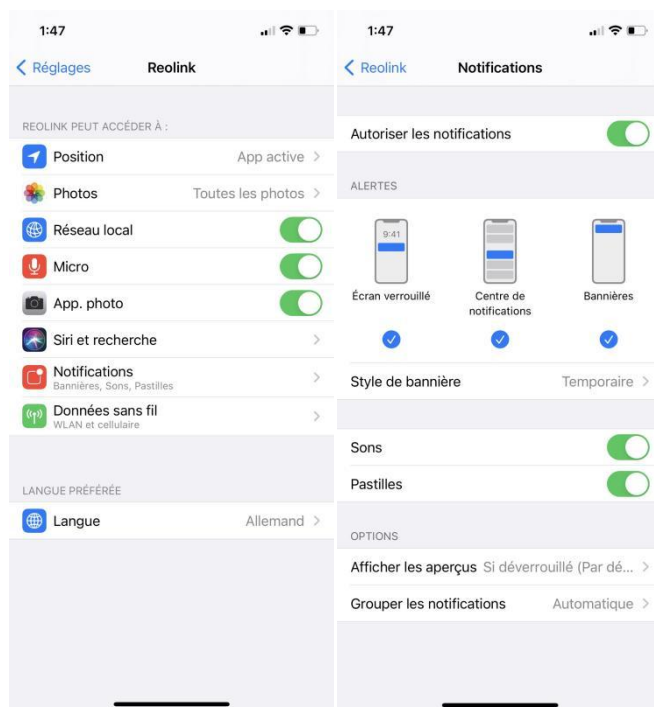 1:47
Réglages
Reolink
REOLINK PEUT ACCÉDER À :
Position
App active
Photos
Toutes les photos
Réseau local
Micro
App. photo
Siri et recherche
Notifications
Bannières, Sons, Pastilles
Données sans fil
WLAN et cellulaire
LANGUE PRÉFÉRÉE
Langue
Allemand
1:47
Reolink
Notifications
Autoriser les notifications
ALERTES
9:41
Écran verrouillé
Centre de
notifications
Bannières
Style de bannière
Temporaire
Sons
Pastilles
OPTIONS
Afficher les aperçus Si déverrouillé (Par dé...
Grouper les notifications
Automatique